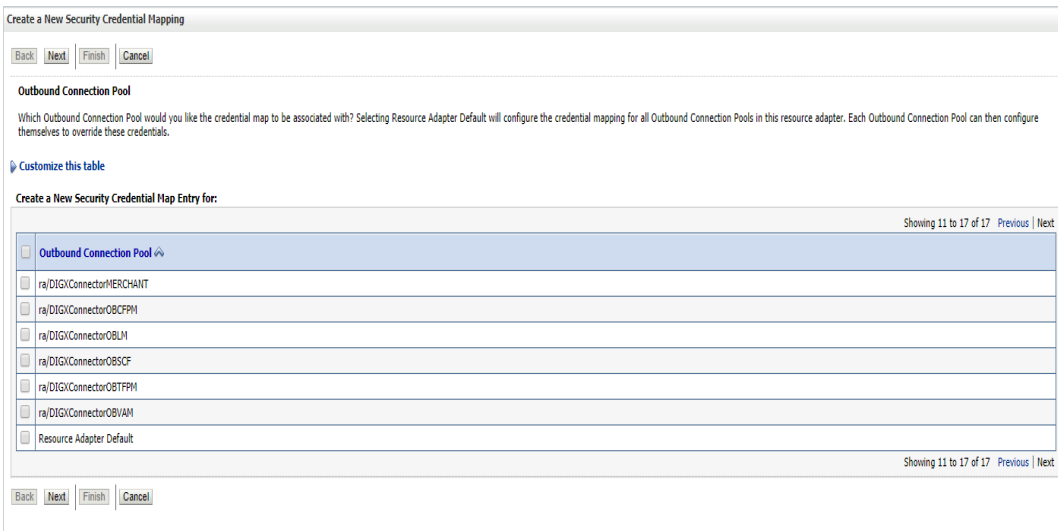 Create a New Security Credential Mapping
Back Next Finish Cancel
Outbound Connection Pool
Which Outbound Connection Pool would you like the credential map to be associated with? Selecting Resource Adapter Default will configure the credential mapping for all Outbound Connection Pools in this resource adapter. Each Outbound Connection Pool can then configure
themselves to override these credentials.
Customize this table
Create a New Security Credential Map Entry for:
Showing 11 to 17 of 17 Previous | Next
Outbound Connection Pool
ra/DIGXConnectorMERCHANT
ra/DIGXConnectorOBCFPM
ra/DIGXConnectorOBLM
ra/DIGXConnectorOBSCF
ra/DIGXConnectorOBTFPM
ra/DIGXConnectorOBVAM
Resource Adapter Default
Showing 11 to 17 of 17 Previous | Next
Back Next Finish Cancel